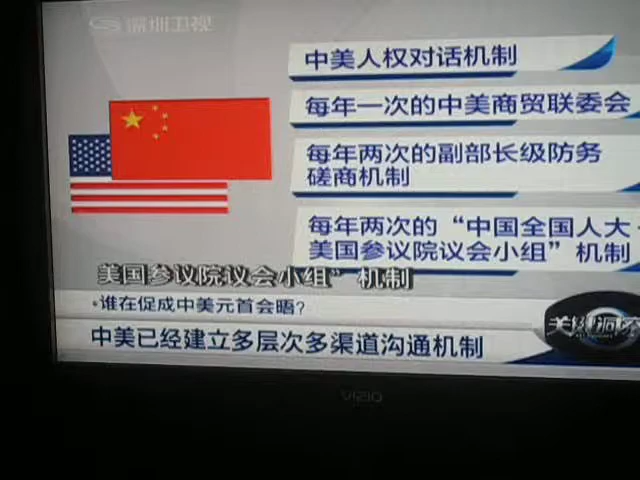 深圳卫视
中美人权对话机制
每年一次的中美商贸联委会
每年两次的副部长级防务
磋商机制
每年两次的“中国全国人大
美国参议院议会小组”机制
美国参议院议会小组”机制
•谁在促成中美元首会晤?
中美已经建立多层次多渠道沟通机制
VIZIO